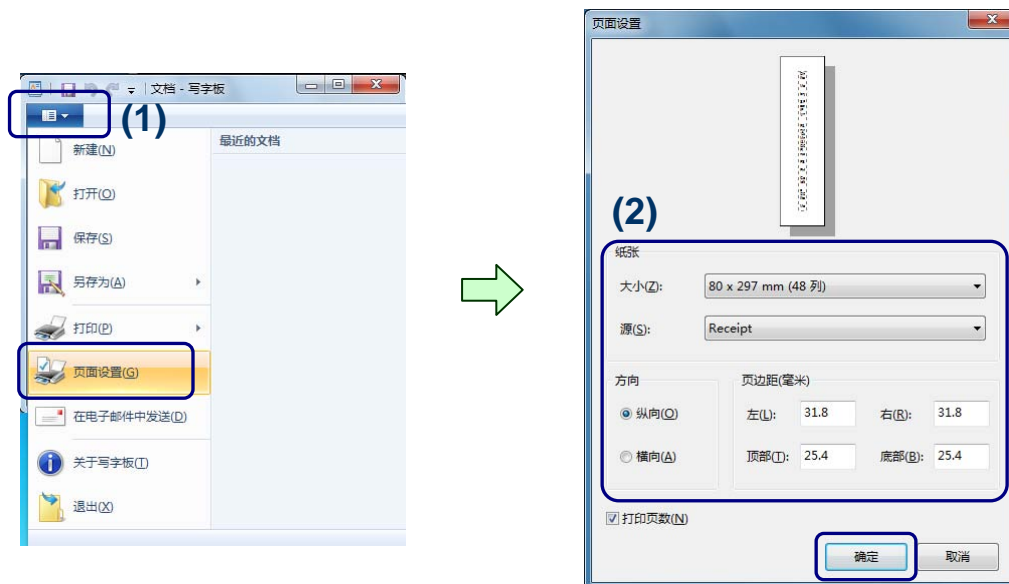 文档 - 写字板
(1)
最近的文档
新建(N)
打开(O)
保存(S)
另存为(A)
打印(P)
页面设置(G)
在电子邮件中发送(D)
关于写字板(T)
退出(X)
页面设置
(2)
纸张
大小(Z): 80 x 297 mm (48 列)
源(S): Receipt
方向 页边距(毫米)
纵向(O) 左(L): 31.8 右(R): 31.8
横向(A) 顶部(T): 25.4 底部(B): 25.4
打印页数(N)
确定 取消